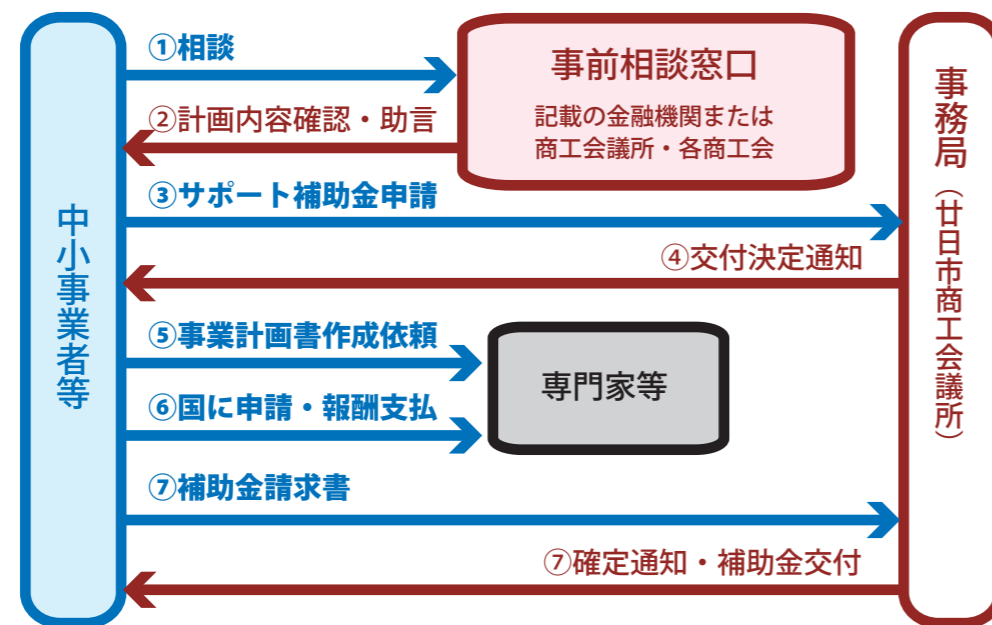 ①相談
事前相談窓口
記載の金融機関または
商工会議所・各商工会
②計画内容確認・助言
③サポート補助金申請
④交付決定通知
⑤事業計画書作成依頼
専門家等
⑥国に申請・報酬支払
⑦補助金請求書
⑦確定通知・補助金交付
中小事業者等
事務局（廿日市商工会議所）